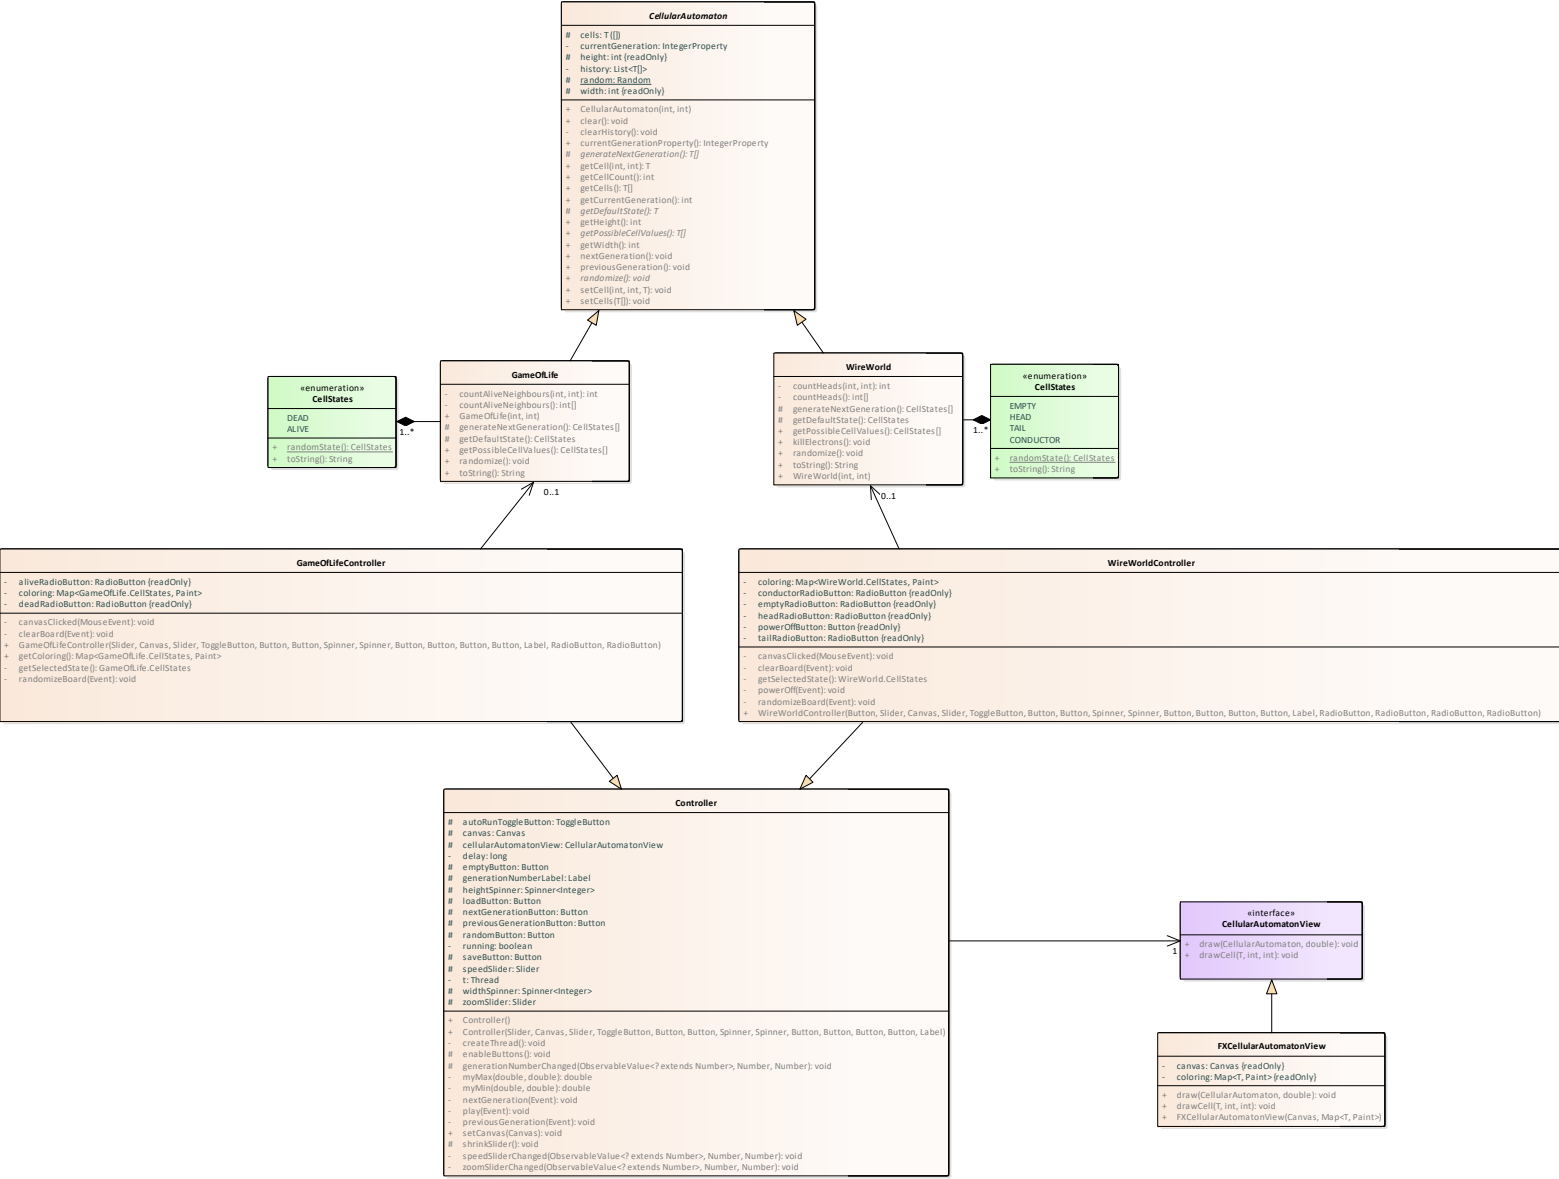 CellularAutomaton
# cells: T ([])
- currentGeneration: IntegerProperty
# height: int {readOnly}
- history: List<T[]>
# random: Random
# width: int {readOnly}
+ CellularAutomaton(int, int)
+ clear(): void
- clearHistory(): void
+ currentGenerationProperty(): IntegerProperty
# generateNextGeneration(): T[]
+ getCell(int, int): T
+ getCellCount(): int
+ getCells(): T[]
+ getCurrentGeneration(): int
# getDefaultState(): T
+ getHeight(): int
+ getPossibleCellValues(): T[]
+ getWidth(): int
+ nextGeneration(): void
+ previousGeneration(): void
+ randomize(): void
+ setCell(int, int, T): void
+ setCells(T[]): void
«enumeration»
CellStates
DEAD
ALIVE
+ randomState(): CellStates
+ toString(): String
1..*
GameOfLife
- countAliveNeighbours(int, int): int
- countAliveNeighbours(): int[]
+ GameOfLife(int, int)
# generateNextGeneration(): CellStates[]
# getDefaultState(): CellStates
+ getPossibleCellValues(): CellStates[]
+ randomize(): void
+ toString(): String
0..1
WireWorld
- countHeads(int, int): int
- countHeads(): int[]
# generateNextGeneration(): CellStates[]
# getDefaultState(): CellStates
+ getPossibleCellValues(): CellStates[]
+ killElectrons(): void
+ randomize(): void
+ toString(): String
+ WireWorld(int, int)
1..*
0..1
«enumeration»
CellStates
EMPTY
HEAD
TAIL
CONDUCTOR
+ randomState(): CellStates
+ toString(): String
GameOfLifeController
- aliveRadioButton: RadioButton {readOnly}
- coloring: Map<GameOfLife.CellStates, Paint>
- deadRadioButton: RadioButton {readOnly}
- canvasClicked(MouseEvent): void
- clearBoard(Event): void
+ GameOfLifeController(Slider, Canvas, Slider, ToggleButton, Button, Button, Spinner, Spinner, Button, Button, Button, Button, Label, RadioButton, RadioButton)
+ getColoring(): Map<GameOfLife.CellStates, Paint>
- getSelectedState(): GameOfLife.CellStates
- randomizeBoard(Event): void
WireWorldController
- coloring: Map<WireWorld.CellStates, Paint>
- conductorRadioButton: RadioButton {readOnly}
- emptyRadioButton: RadioButton {readOnly}
- headRadioButton: RadioButton {readOnly}
- powerOffButton: Button {readOnly}
- tailRadioButton: RadioButton {readOnly}
- canvasClicked(MouseEvent): void
- clearBoard(Event): void
- getSelectedState(): WireWorld.CellStates
- powerOff(Event): void
- randomizeBoard(Event): void
+ WireWorldController(Button, Slider, Canvas, Slider, ToggleButton, Button, Button, Spinner, Spinner, Button, Button, Button, Button, Label, RadioButton, RadioButton, RadioButton, RadioButton)
Controller
# autoRunToggleButton: ToggleButton
# canvas: Canvas
# cellularAutomatonView: CellularAutomatonView
- delay: long
# emptyButton: Button
# generationNumberLabel: Label
# heightSpinner: Spinner<Integer>
# loadButton: Button
# nextGenerationButton: Button
# previousGenerationButton: Button
# randomButton: Button
- running: boolean
# saveButton: Button
# speedSlider: Slider
- t: Thread
# widthSpinner: Spinner<Integer>
# zoomSlider: Slider
+ Controller()
+ Controller(Slider, Canvas, Slider, ToggleButton, Button, Button, Spinner, Spinner, Button, Button, Button, Button, Label)
- createThread(): void
# enableButtons(): void
# generationNumberChanged(ObservableValue<? extends Number>, Number, Number): void
- myMax(double, double): double
- myMin(double, double): double
- nextGeneration(Event): void
- play(Event): void
- previousGeneration(Event): void
+ setCanvas(Canvas): void
# shrinkSlider(): void
- speedSliderChanged(ObservableValue<? extends Number>, Number, Number): void
- zoomSliderChanged(ObservableValue<? extends Number>, Number, Number): void
1
«interface»
CellularAutomatonView
+ draw(CellularAutomaton, double): void
+ drawCell(T, int, int): void
FXCellularAutomatonView
- canvas: Canvas {readOnly}
- coloring: Map<T, Paint> {readOnly}
+ draw(CellularAutomaton, double): void
+ drawCell(T, int, int): void
+ FXCellularAutomatonView(Canvas, Map<T, Paint>)